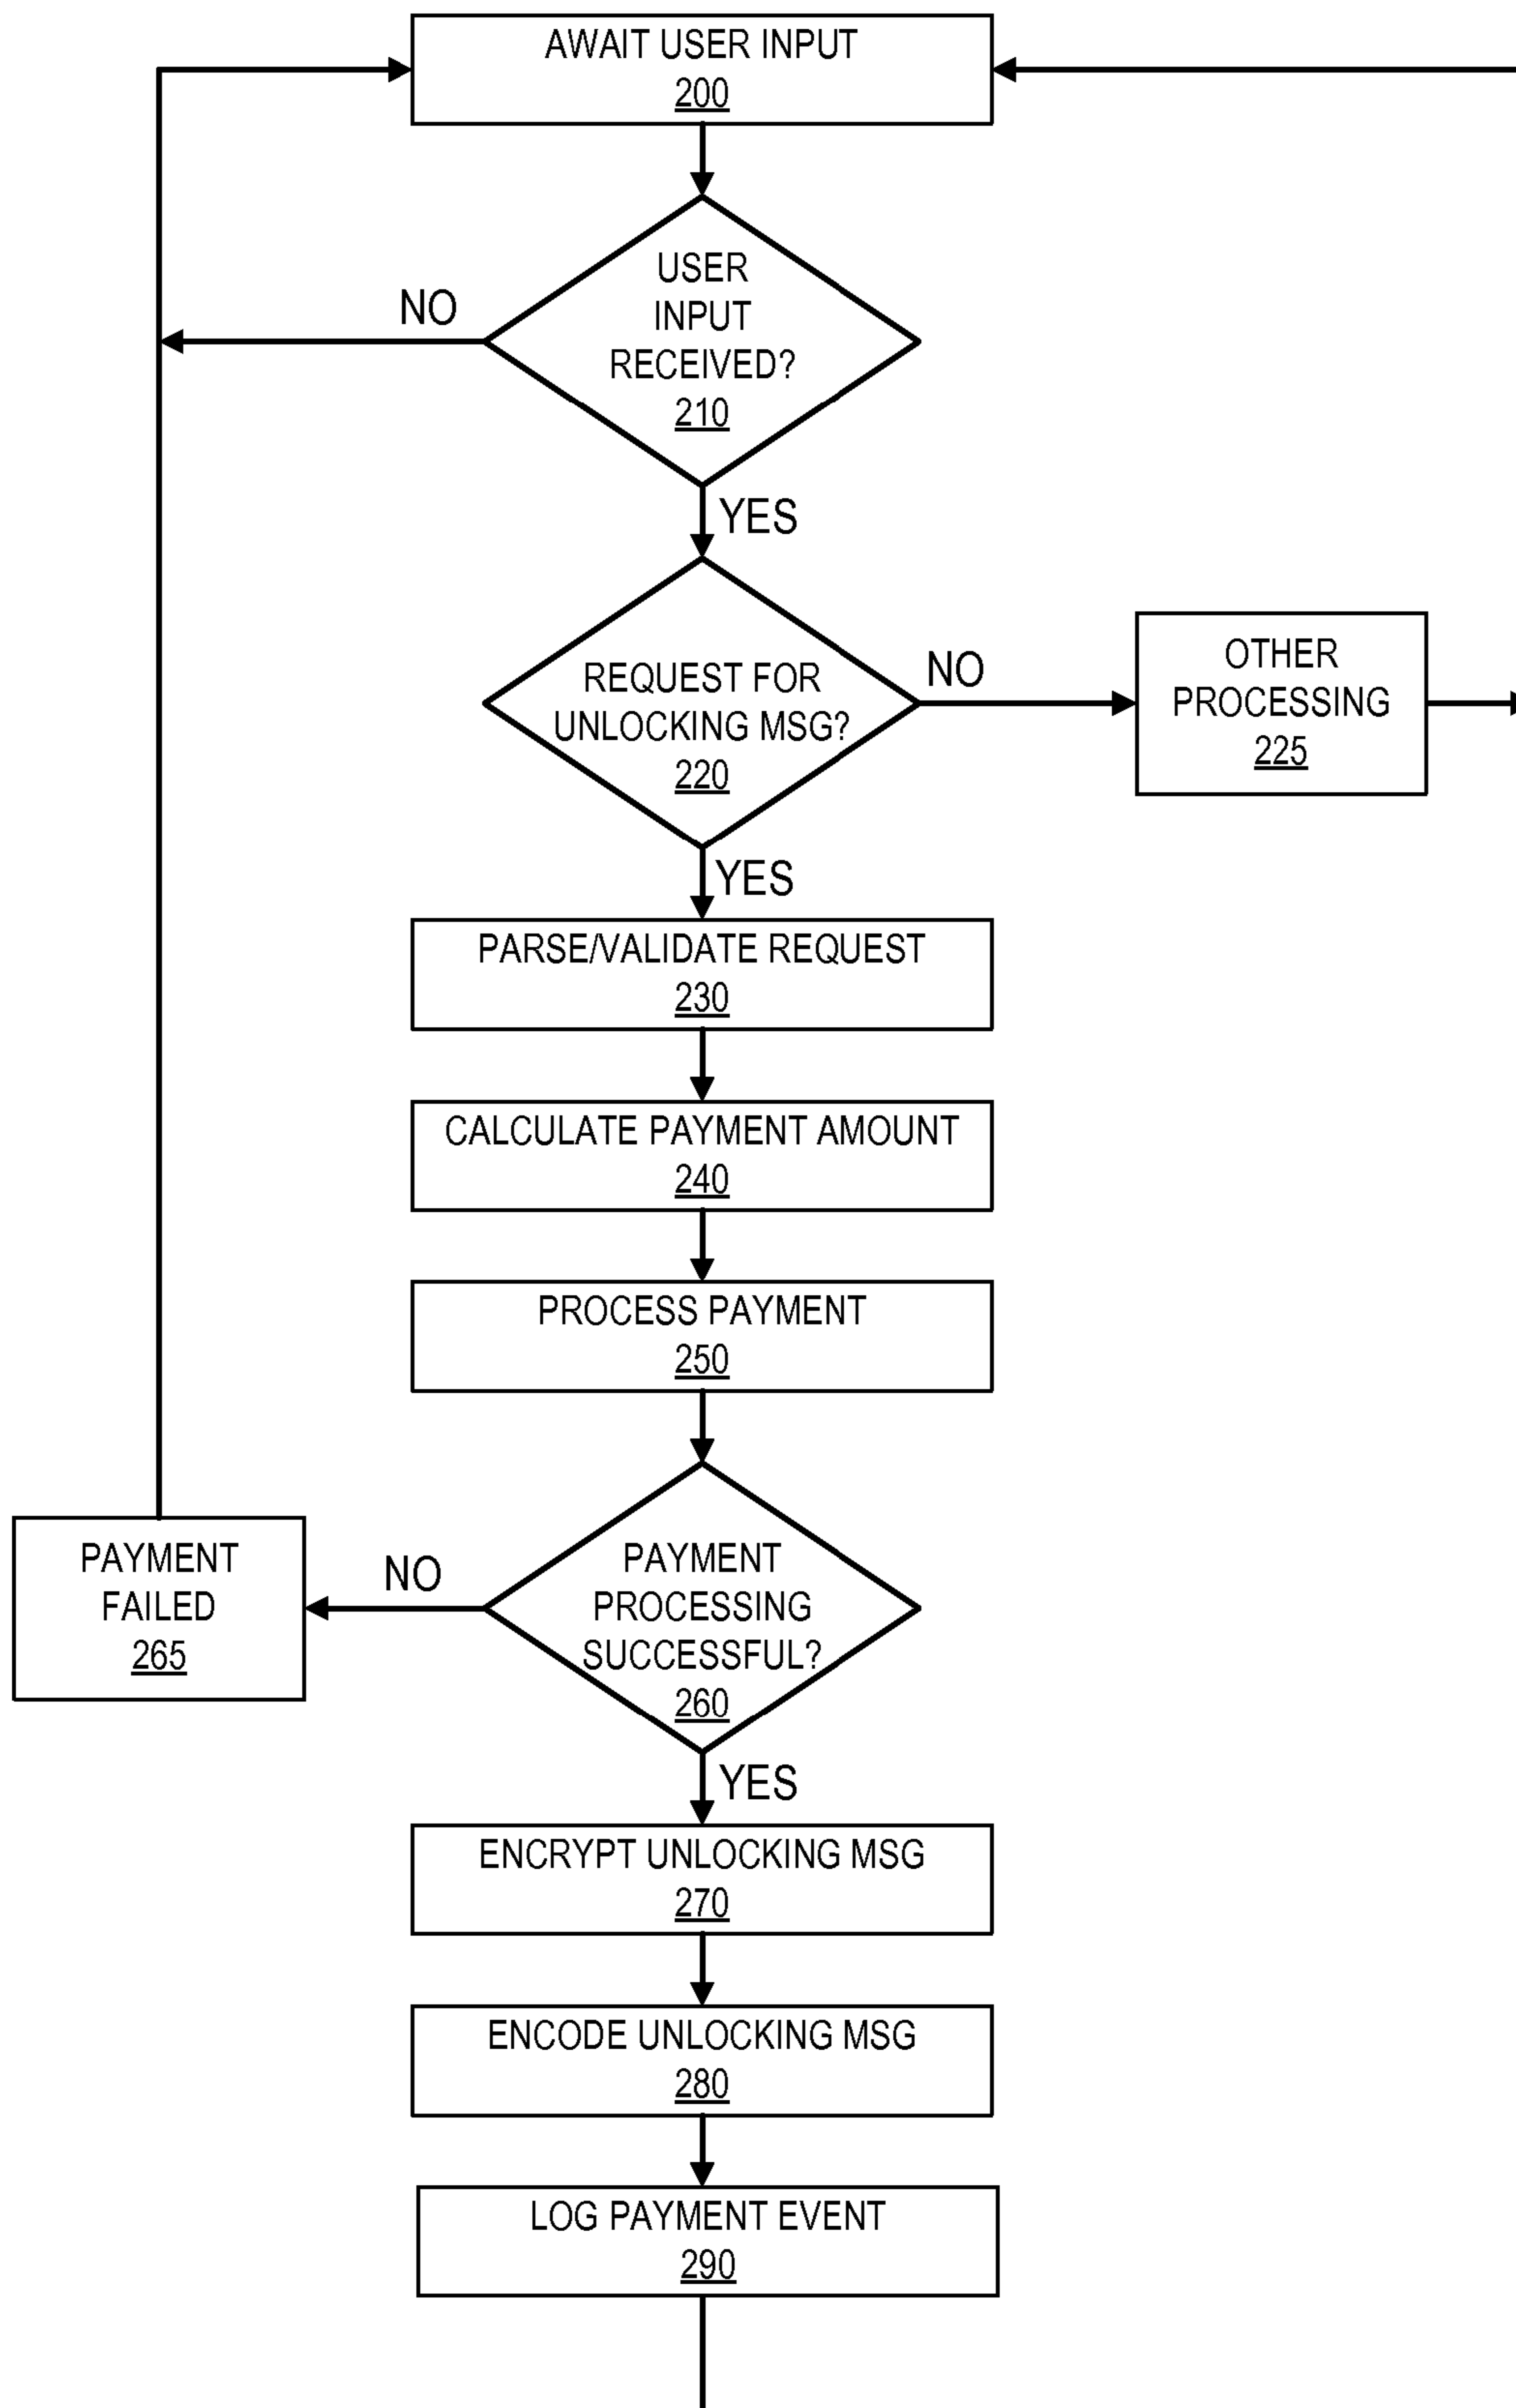 AWAIT USER INPUT
200
USER
INPUT
RECEIVED?
210
NO
YES
REQUEST FOR
UNLOCKING MSG?
220
NO
OTHER
PROCESSING
225
YES
PARSE/VALIDATE REQUEST
230
CALCULATE PAYMENT AMOUNT
240
PROCESS PAYMENT
250
PAYMENT
PROCESSING
SUCCESSFUL?
260
NO
PAYMENT
FAILED
265
YES
ENCRYPT UNLOCKING MSG
270
ENCODE UNLOCKING MSG
280
LOG PAYMENT EVENT
290